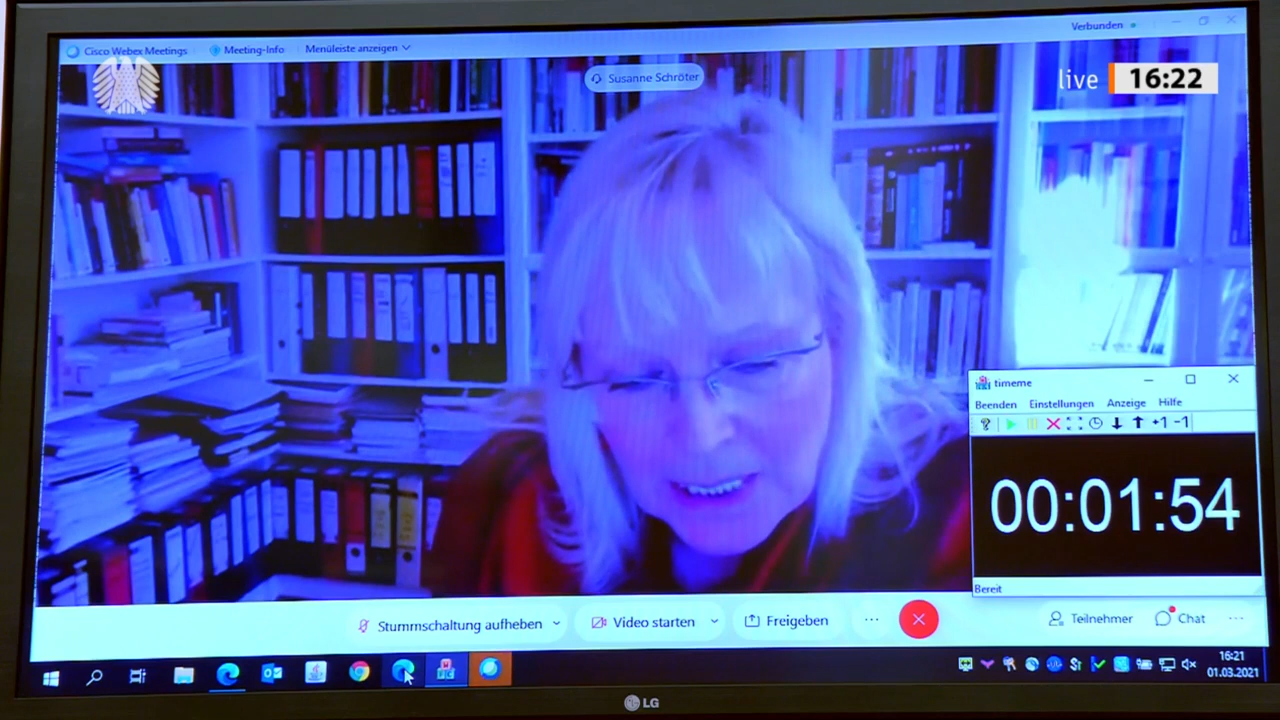 Cisco Webex Meetings
Meeting-Info
Menüleiste anzeigen
Verbunden
Susanne Schröter
live 16:22
timeme
Beenden Einstellungen Anzeige Hilfe
+1 -1
00:01:54
Bereit
Stummschaltung aufheben
Video starten
Freigeben
Teilnehmer
Chat
16:21
01.03.2021
LG